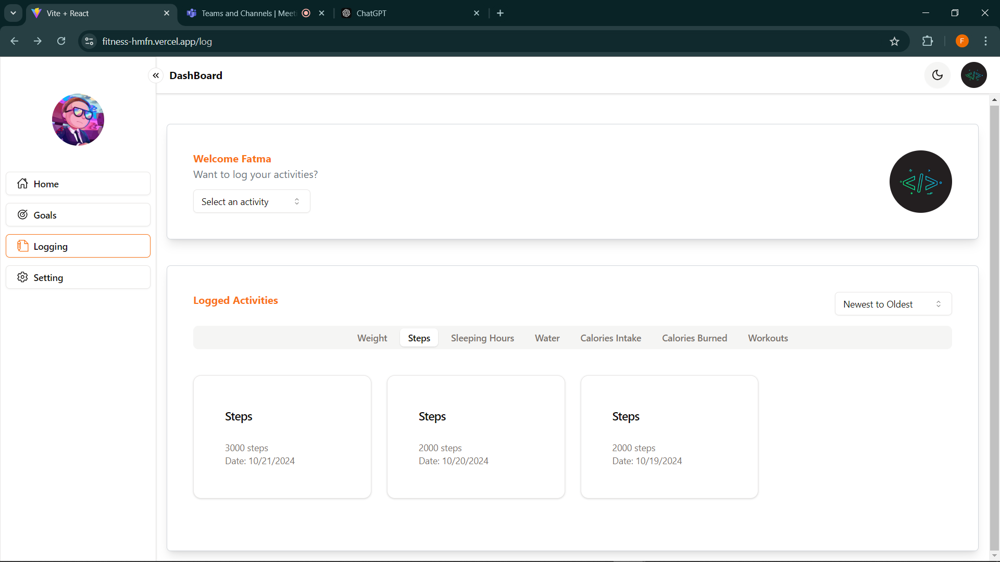 Vite + React
Teams and Channels | Meet
ChatGPT
fitness-hmfn.vercel.app/log
F
DashBoard
Home
Goals
Logging
Setting
Welcome Fatma
Want to log your activities?
Select an activity
</>
Logged Activities
Newest to Oldest
Weight Steps Sleeping Hours Water Calories Intake Calories Burned Workouts
Steps
3000 steps
Date: 10/21/2024
Steps
2000 steps
Date: 10/20/2024
Steps
2000 steps
Date: 10/19/2024